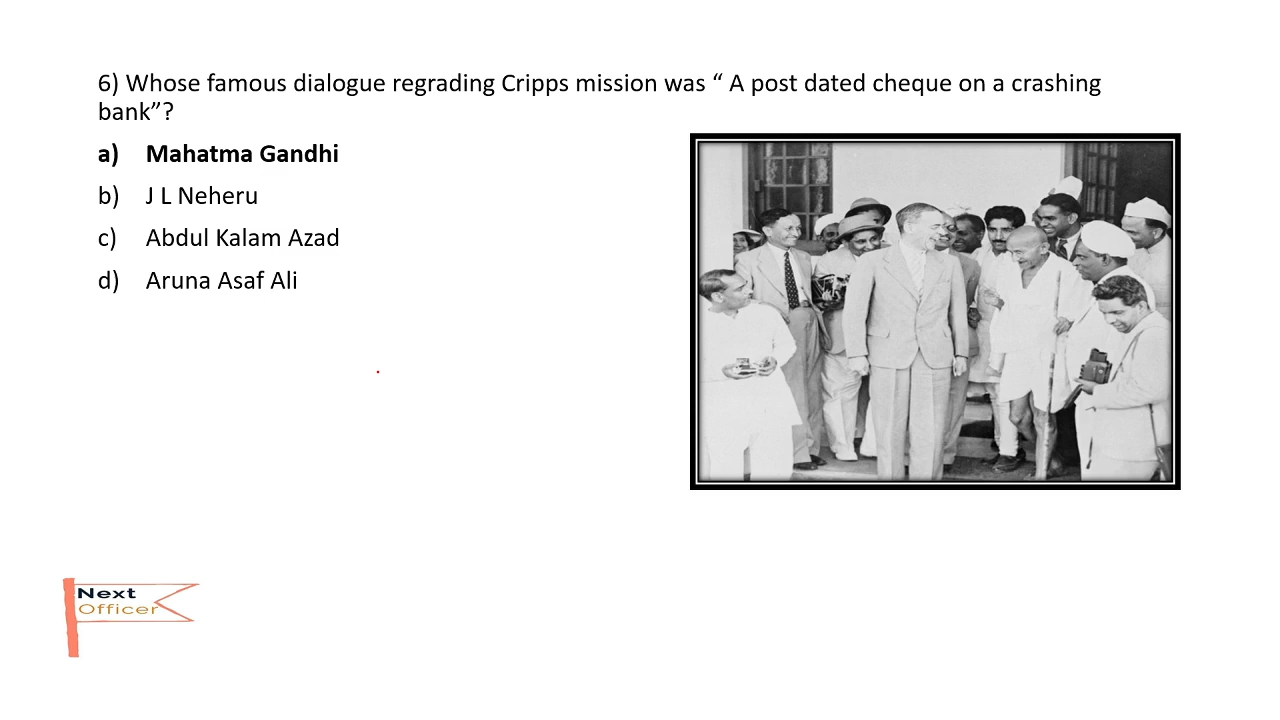 6) Whose famous dialogue regrading Cripps mission was “ A post dated cheque on a crashing
bank”?
a) Mahatma Gandhi
b) J L Neheru
c) Abdul Kalam Azad
d) Aruna Asaf Ali
Next
Officer